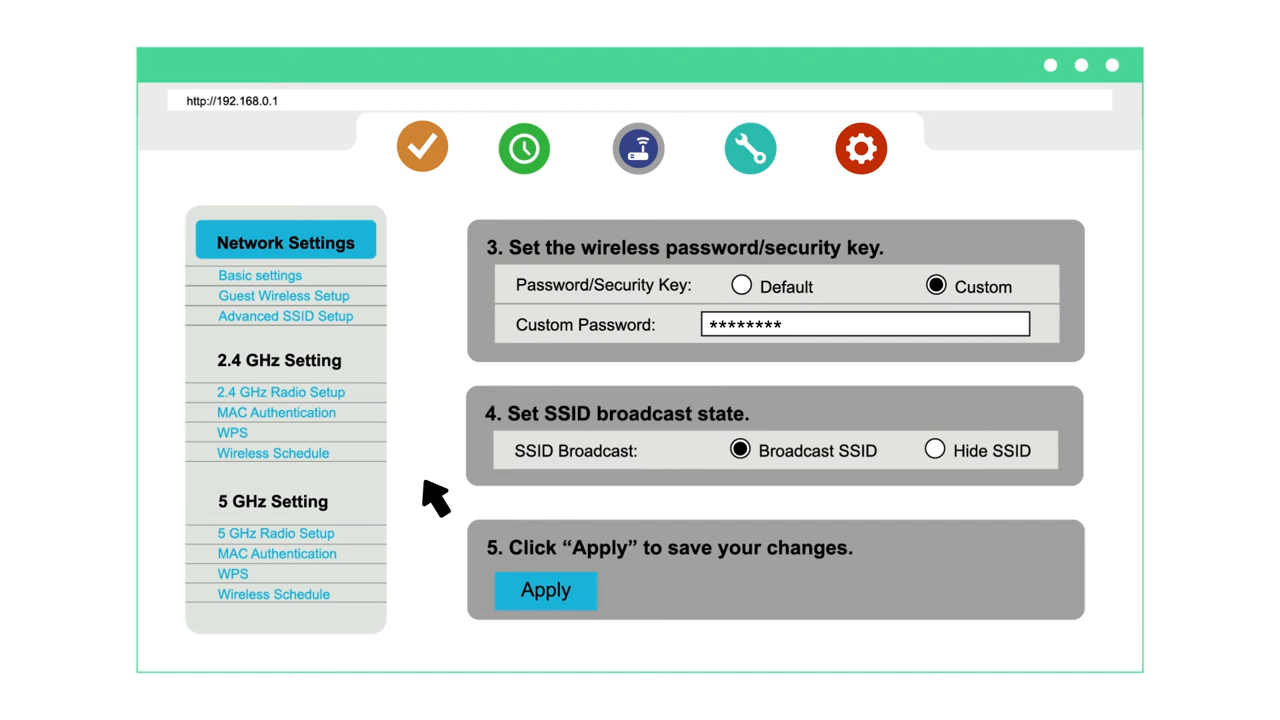 http://192.168.0.1
Network Settings
Basic settings
Guest Wireless Setup
Advanced SSID Setup
2.4 GHz Setting
2.4 GHz Radio Setup
MAC Authentication
WPS
Wireless Schedule
5 GHz Setting
5 GHz Radio Setup
MAC Authentication
WPS
Wireless Schedule
3. Set the wireless password/security key.
Password/Security Key: Default Custom
Custom Password: ********
4. Set SSID broadcast state.
SSID Broadcast: Broadcast SSID Hide SSID
5. Click “Apply” to save your changes.
Apply